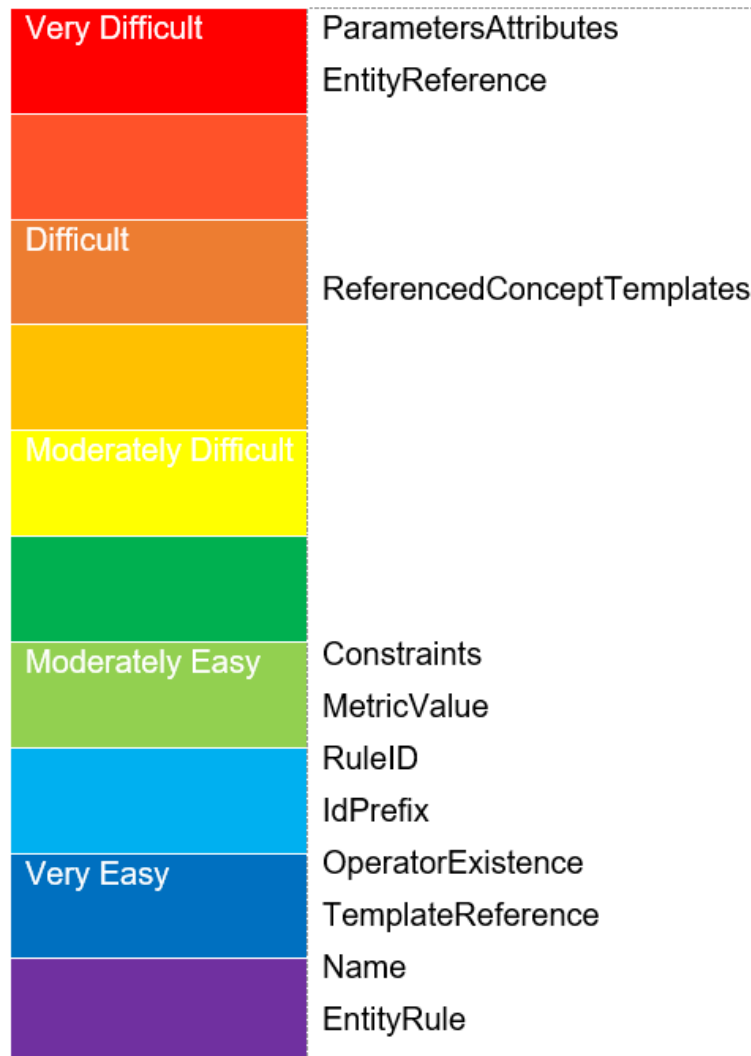 Very Difficult
ParametersAttributes
EntityReference
Difficult
ReferencedConceptTemplates
Moderately Difficult
Moderately Easy
Constraints
MetricValue
RuleID
IdPrefix
Very Easy
OperatorExistence
TemplateReference
Name
EntityRule